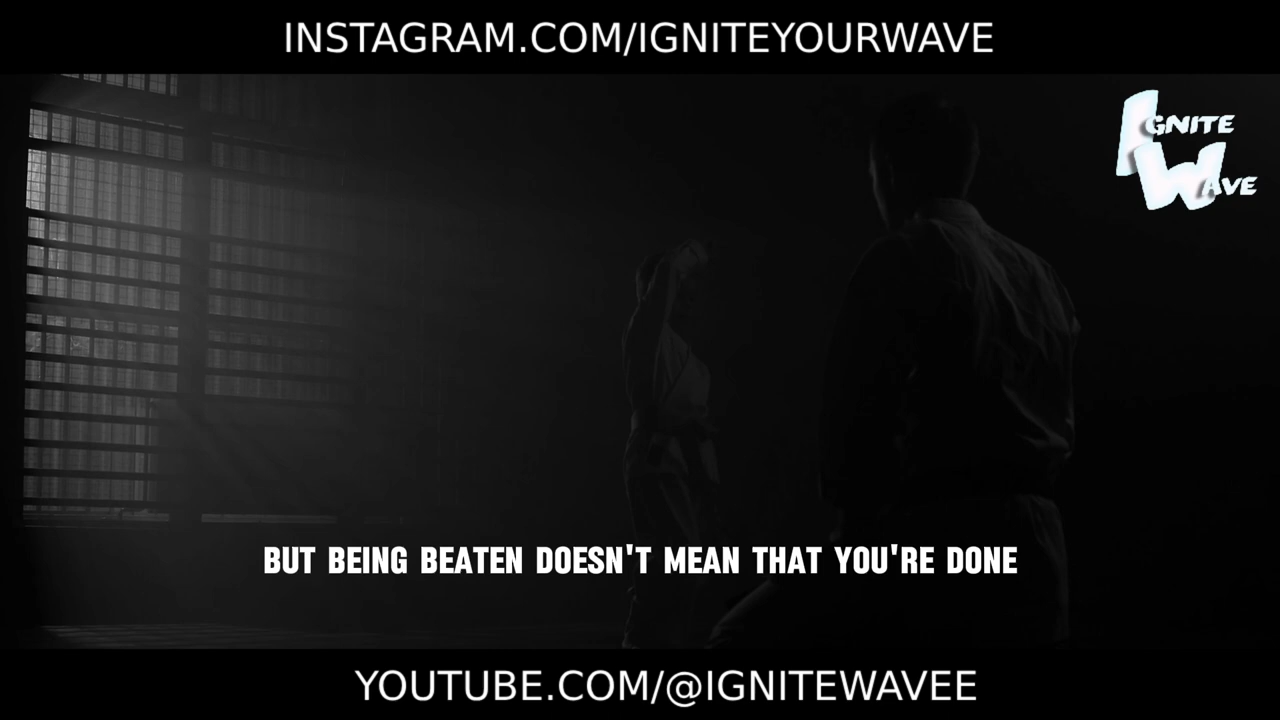 INSTAGRAM.COM/IGNITEYOURWAVE
IGNITE
WAVE
BUT BEING BEATEN DOESN'T MEAN THAT YOU'RE DONE
YOUTUBE.COM/@IGNITEWAVEE